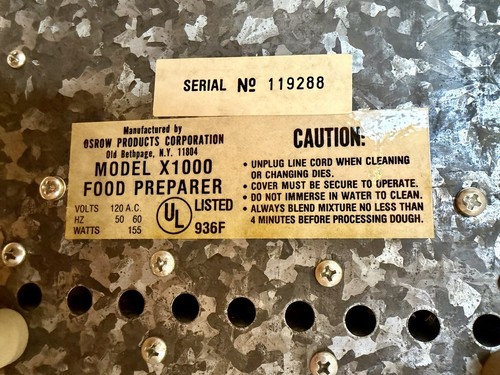 SERIAL Nº 119288
Manufactured by
OSROW PRODUCTS CORPORATION
Old Bethpage, N.Y. 11804
MODEL X1000
FOOD PREPARER
VOLTS 120 A.C.
HZ 50 60
WATTS 155
UL
LISTED
936F
CAUTION:
• UNPLUG LINE CORD WHEN CLEANING
OR CHANGING DIES.
• COVER MUST BE SECURE TO OPERATE.
• DO NOT IMMERSE IN WATER TO CLEAN.
• ALWAYS BLEND MIXTURE NO LESS THAN
4 MINUTES BEFORE PROCESSING DOUGH.